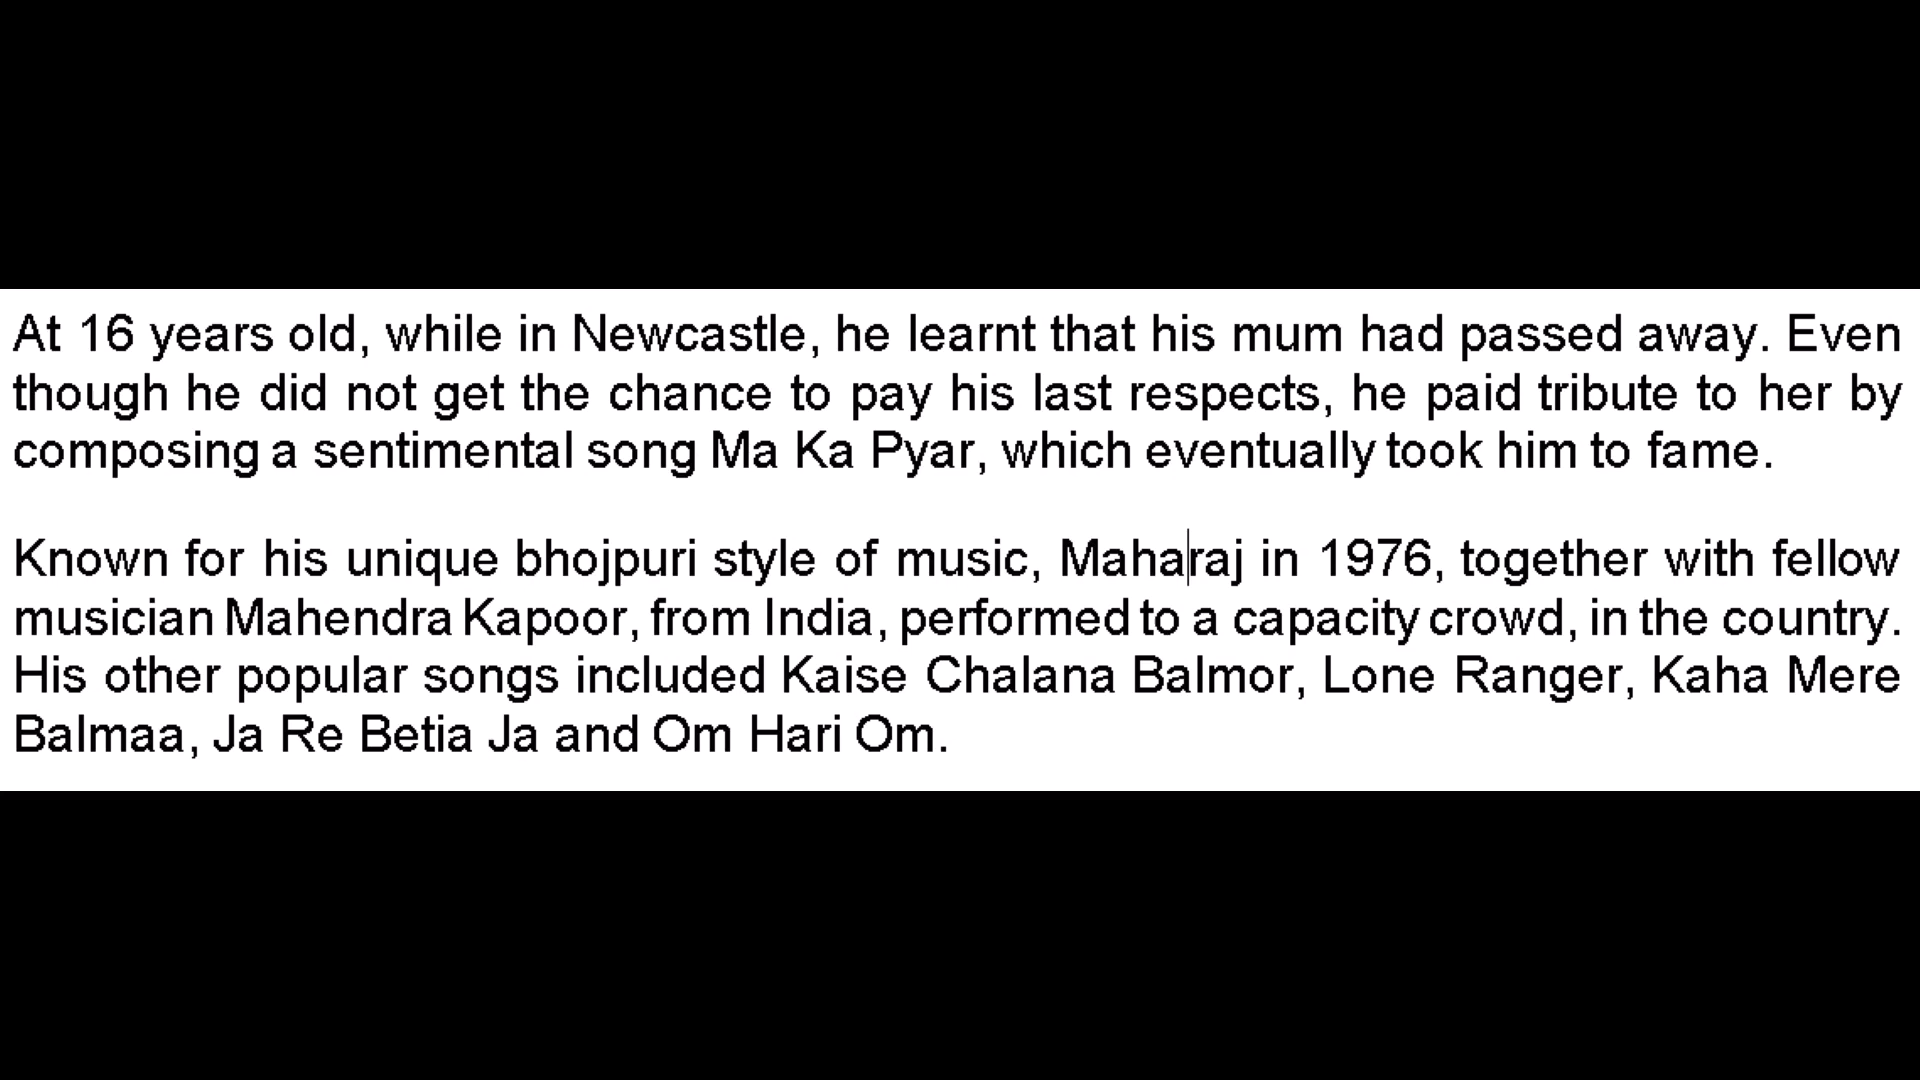 At 16 years old, while in Newcastle, he learnt that his mum had passed away. Even
though he did not get the chance to pay his last respects, he paid tribute to her by
composing a sentimental song Ma Ka Pyar, which eventually took him to fame.
Known for his unique bhojpuri style of music, Maharaj in 1976, together with fellow
musician Mahendra Kapoor, from India, performed to a capacity crowd, in the country.
His other popular songs included Kaise Chalana Balmor, Lone Ranger, Kaha Mere
Balmaa, Ja Re Betia Ja and Om Hari Om.